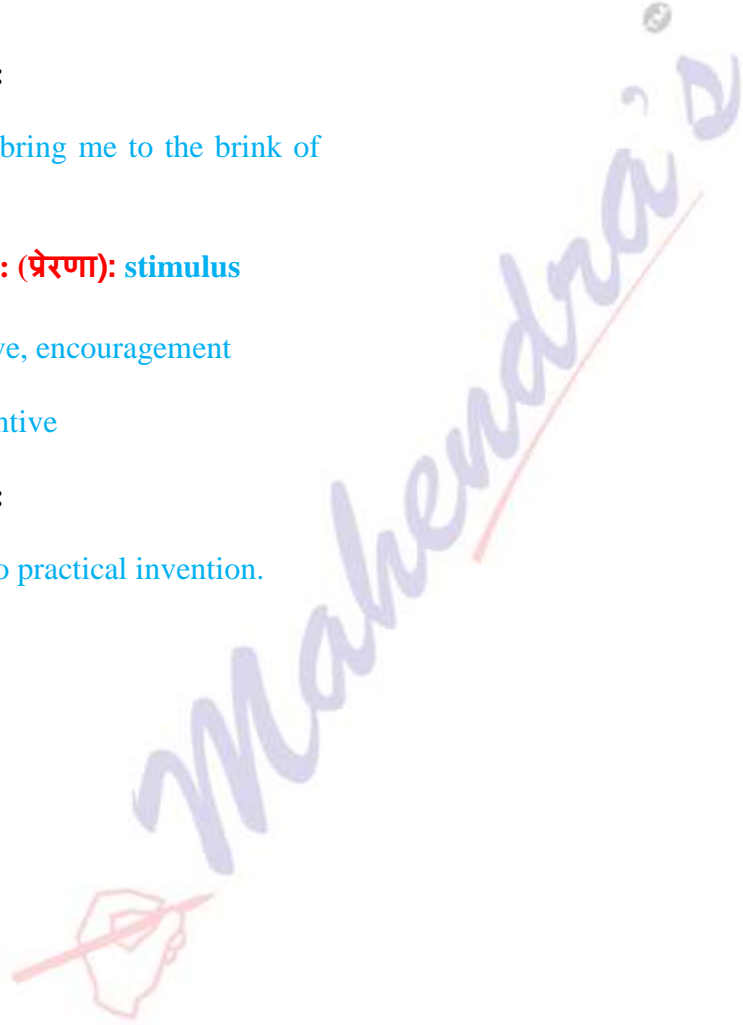 :
bring me to the brink of
: (प्रेरणा): stimulus
ve, encouragement
ntive
:
o practical invention.
Mahendra's